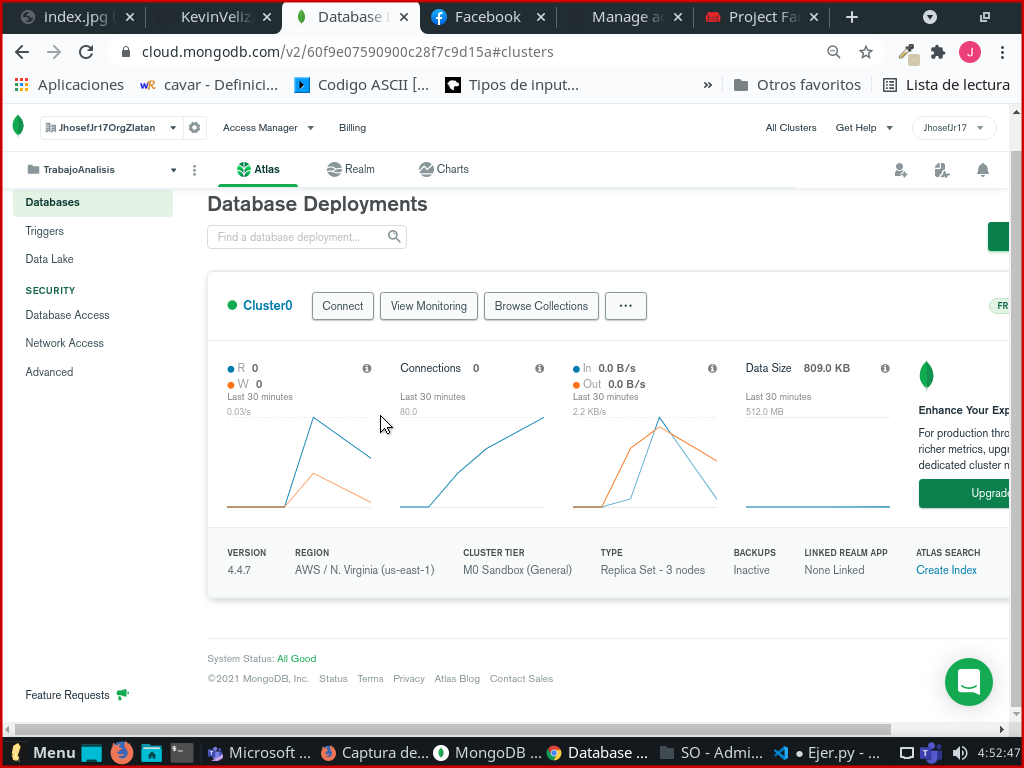 index.jpg (
KevinVeliz,
Database D
Facebook
Manage ac
Project Fa
cloud.mongodb.com/v2/60f9e07590900c28f7c9d15a#clusters
J
Aplicaciones
wR cavar - Definici...
Codigo ASCII [...
Tipos de input...
»
Otros favoritos
Lista de lectura
JhosefJr17OrgZlatan
Access Manager
Billing
All Clusters
Get Help
JhosefJr17
TrabajoAnalisis
Atlas
Realm
Charts
Databases
Triggers
Data Lake
SECURITY
Database Access
Network Access
Advanced
Feature Requests
Database Deployments
Find a database deployment...
Cluster0
Connect
View Monitoring
Browse Collections
...
FR
R 0
W 0
Last 30 minutes
0.03/s
Connections 0
Last 30 minutes
80.0
In 0.0 B/s
Out 0.0 B/s
Last 30 minutes
2.2 KB/s
Data Size 809.0 KB
Last 30 minutes
512.0 MB
Enhance Your Exp
For production thro
richer metrics, upgr
dedicated cluster n
Upgrade
VERSION
4.4.7
REGION
AWS / N. Virginia (us-east-1)
CLUSTER TIER
M0 Sandbox (General)
TYPE
Replica Set - 3 nodes
BACKUPS
Inactive
LINKED REALM APP
None Linked
ATLAS SEARCH
Create Index
System Status: All Good
©2021 MongoDB, Inc. Status Terms Privacy Atlas Blog Contact Sales
Menu
Microsoft ...
Captura de...
MongoDB ...
Database ...
SO - Admi...
● Ejer.py - ...
4:52:47